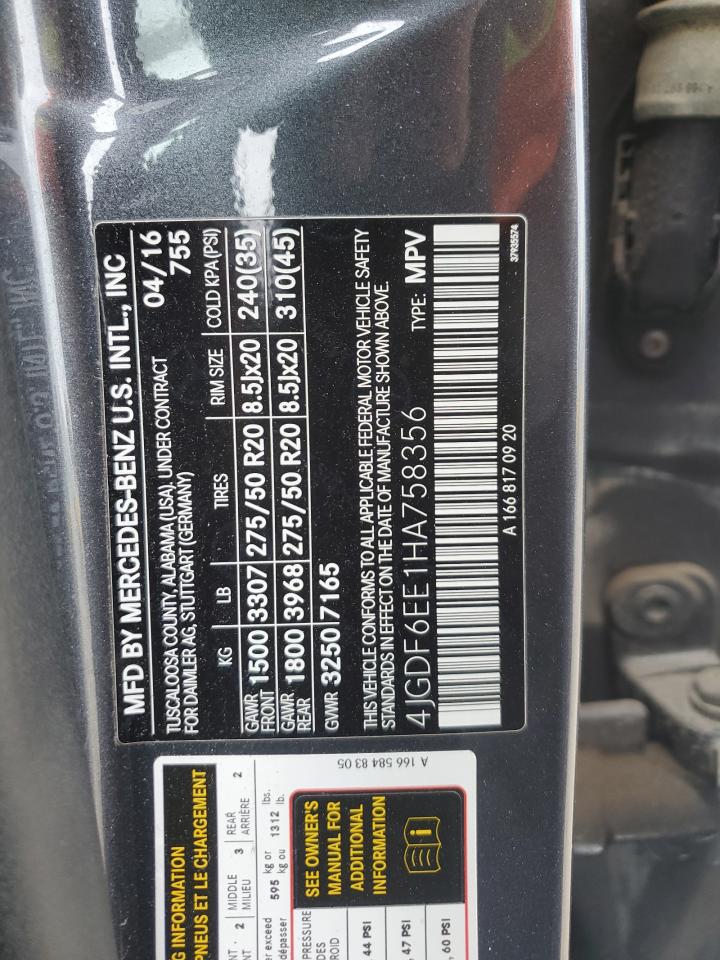 MFD BY MERCEDES-BENZ U.S. INTL., INC
TUSCALOOSA COUNTY, ALABAMA (USA), UNDER CONTRACT 04/16
FOR DAIMLER AG, STUTTGART (GERMANY) 755
KG LB TIRES RIM SIZE COLD KPA (PSI)
GAWR FRONT 1500 3307 275/50 R20 8.5Jx20 240(35)
GAWR REAR 1800 3968 275/50 R20 8.5Jx20 310(45)
GVWR 3250 7165
THIS VEHICLE CONFORMS TO ALL APPLICABLE FEDERAL MOTOR VEHICLE SAFETY
STANDARDS IN EFFECT ON THE DATE OF MANUFACTURE SHOWN ABOVE.
4JGDF6EE1HA758356 TYPE: MPV
A 166 817 09 20
37935574
G INFORMATION
PNEUS ET LE CHARGEMENT
2 MIDDLE MILIEU 3 REAR ARRIÈRE 2
er exceed 595 kg or 1312 lbs.
dépasser kg ou lb.
A 166 584 83 05
SEE OWNER'S
MANUAL FOR
ADDITIONAL
INFORMATION
PRESSURE
DES
ROID
44 PSI
, 47 PSI
, 60 PSI